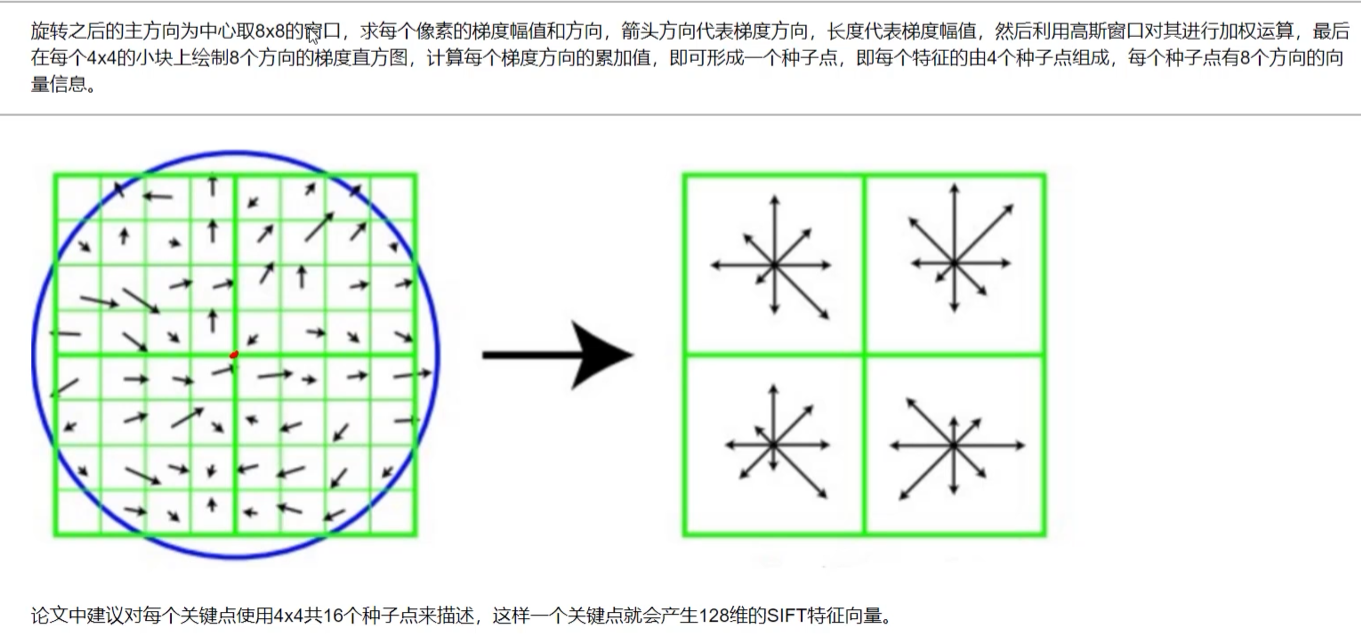 旋转之后的主方向为中心取8x8的窗口，求每个像素的梯度幅值和方向，箭头方向代表梯度方向，长度代表梯度幅值，然后利用高斯窗口对其进行加权运算，最后
在每个4x4的小块上绘制8个方向的梯度直方图，计算每个梯度方向的累加值，即可形成一个种子点，即每个特征的由4个种子点组成，每个种子点有8个方向的向
量信息。
论文中建议对每个关键点使用4x4共16个种子点来描述，这样一个关键点就会产生128维的SIFT特征向量。